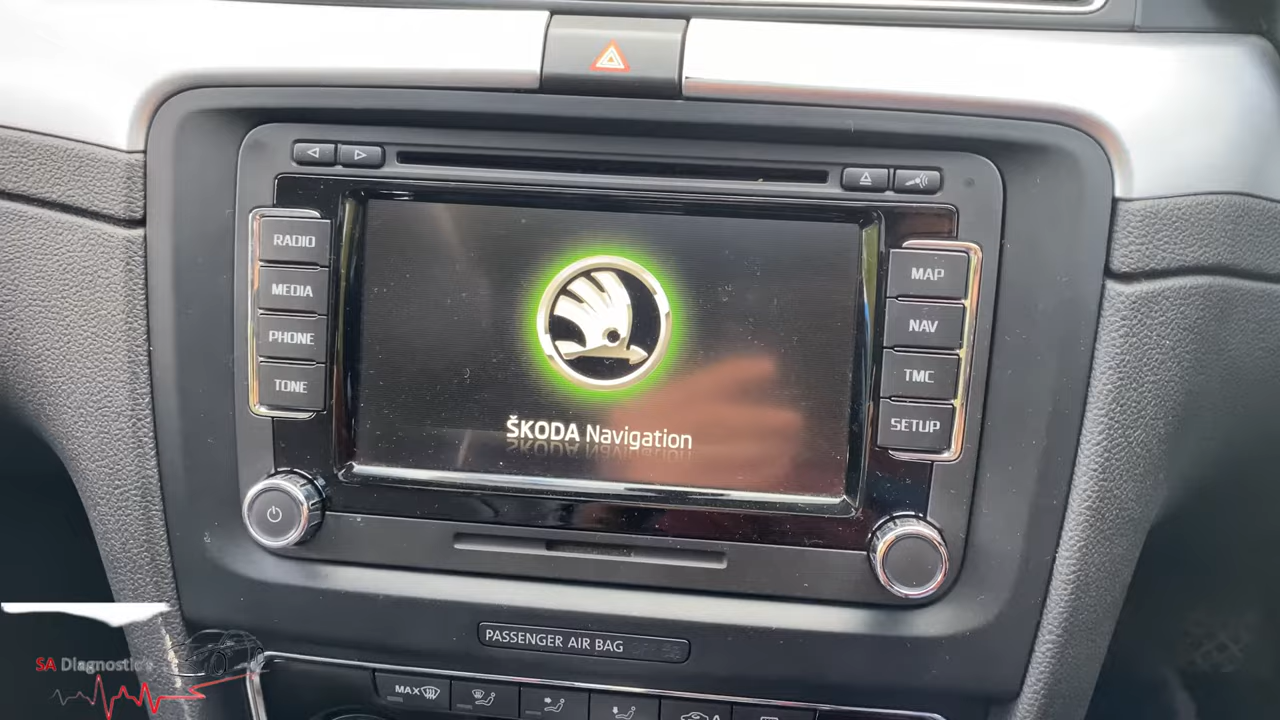 RADIO
MEDIA
PHONE
TONE
MAP
NAV
TMC
SETUP
ŠKODA Navigation
PASSENGER AIR BAG
SA Diagnostics
MAX